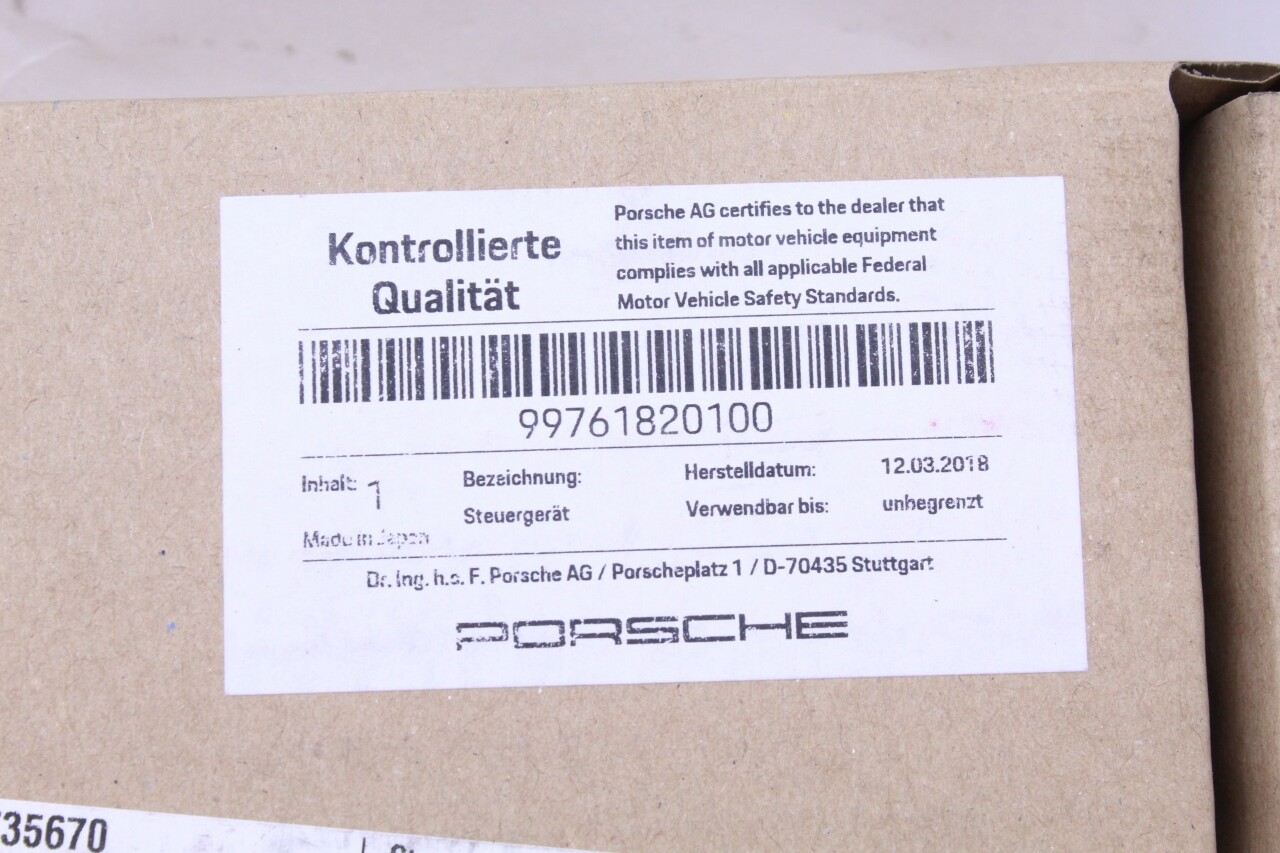 Kontrollierte
Qualität
Porsche AG certifies to the dealer that
this item of motor vehicle equipment
complies with all applicable Federal
Motor Vehicle Safety Standards.
99761820100
Inhalt: 1
Made in Japan
Bezeichnung:
Steuergerät
Herstelldatum: 12.03.2018
Verwendbar bis: unbegrenzt
Dr. Ing. h.c. F. Porsche AG / Porscheplatz 1 / D-70435 Stuttgart
PORSCHE
35670